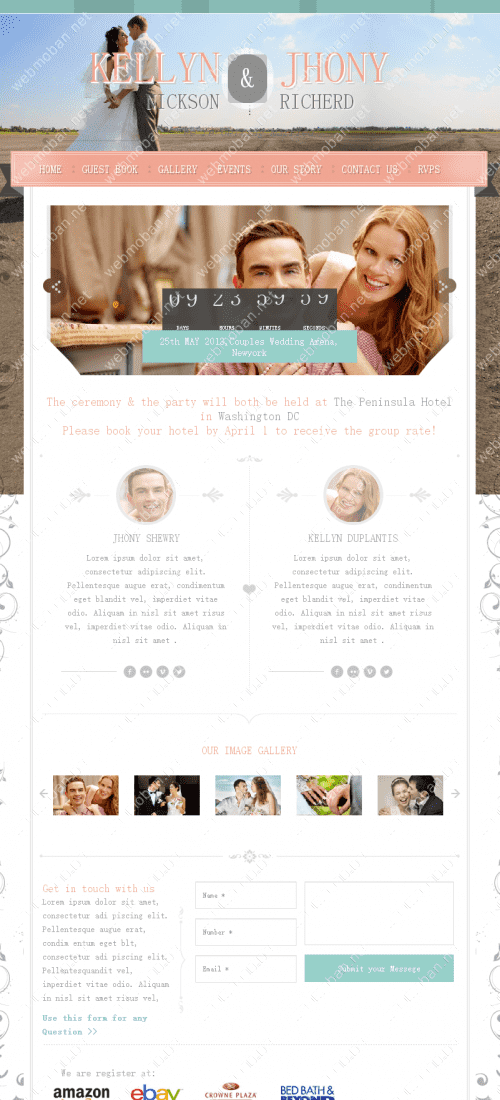 KELLYN & JHONY
NICKSON : RICHERD
HOME : GUEST BOOK : GALLERY : EVENTS : OUR STORY : CONTACT US : RVPS
09 23 59 59
DAYS HOURS MINUTES SECONDS
25th MAY 2013,Couples Wedding Arena,
Newyork
The ceremony & the party will both be held at The Peninsula Hotel
in Washington DC
Please book your hotel by April 1 to receive the group rate!
JHONY SHEWRY
Lorem ipsum dolor sit amet,
consectetur adipiscing elit.
Pellentesque augue erat, condimentum
eget blandit vel, imperdiet vitae
odio. Aliquam in nisl sit amet risus
vel, imperdiet vitae odio. Aliquam in
nisl sit amet .
KELLYN DUPLANTIS
Lorem ipsum dolor sit amet,
consectetur adipiscing elit.
Pellentesque augue erat, condimentum
eget blandit vel, imperdiet vitae
odio. Aliquam in nisl sit amet risus
vel, imperdiet vitae odio. Aliquam in
nisl sit amet .
OUR IMAGE GALLERY
Get in touch with us
Lorem ipsum dolor sit amet,
consectetur adi piscing elit.
Pellentesque augue erat,
condim entum eget blt,
consectetur adi piscing elit.
Pellentesquandit vel,
imperdiet vitae odio. Aliquam
in nisl sit amet risus vel,
Use this form for any
Question >>
Name *
Number *
Email *
Submit your Message
We are register at:
amazon
ebay
CROWNE PLAZA
BED BATH &
BEYOND
webmoban.net